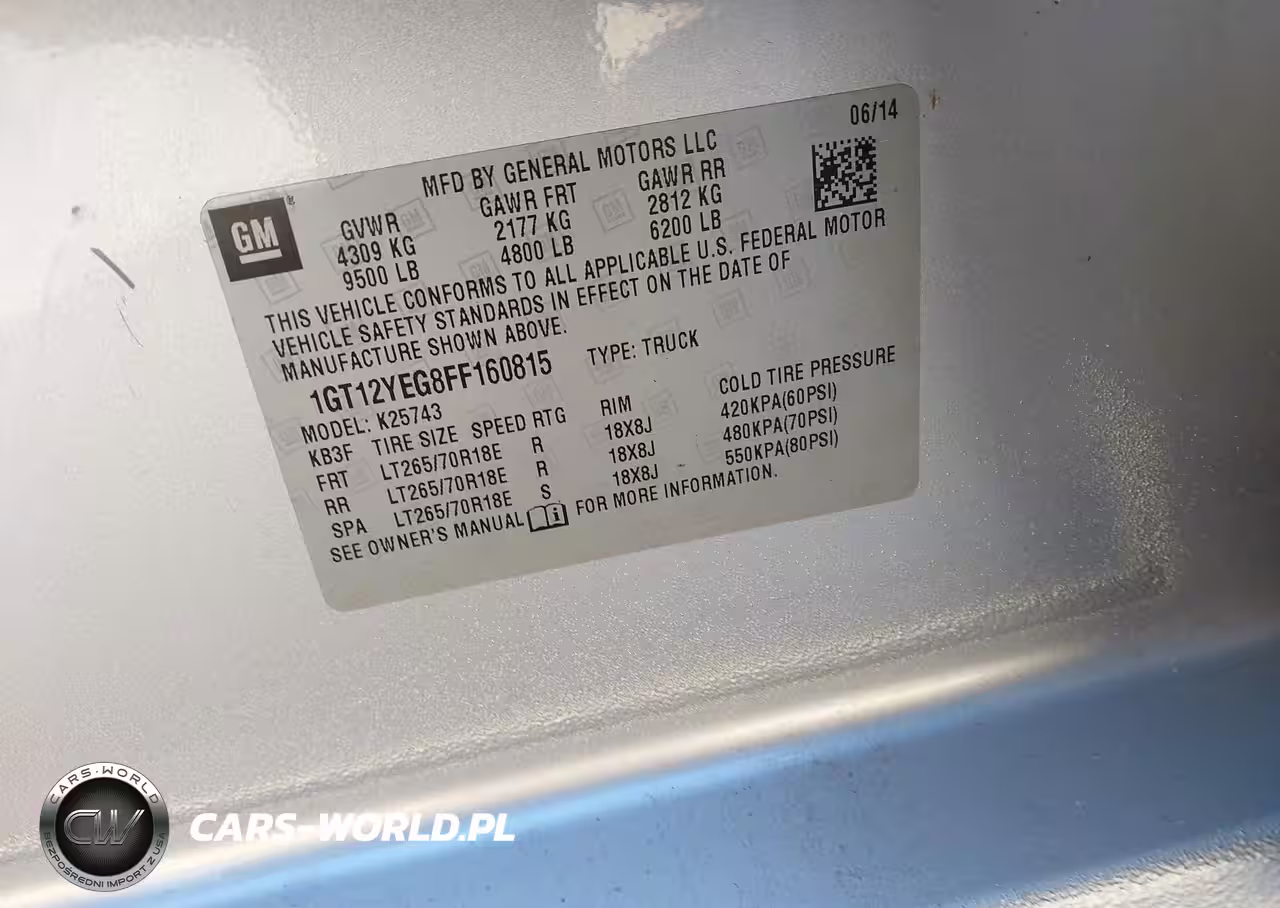 06/14
MFD BY GENERAL MOTORS LLC
GM
GVWR GAWR FRT GAWR RR
4309 KG 2177 KG 2812 KG
9500 LB 4800 LB 6200 LB
THIS VEHICLE CONFORMS TO ALL APPLICABLE U.S. FEDERAL MOTOR
VEHICLE SAFETY STANDARDS IN EFFECT ON THE DATE OF
MANUFACTURE SHOWN ABOVE.
1GT12YEG8FF160815 TYPE: TRUCK
MODEL: K25743
KB3F TIRE SIZE SPEED RTG RIM COLD TIRE PRESSURE
FRT LT265/70R18E R 18X8J 420KPA(60PSI)
RR LT265/70R18E R 18X8J 480KPA(70PSI)
SPA LT265/70R18E S 18X8J 550KPA(80PSI)
SEE OWNER'S MANUAL FOR MORE INFORMATION.
CARS-WORLD
CW
BEZPOŚREDNI IMPORT Z USA
CARS-WORLD.PL